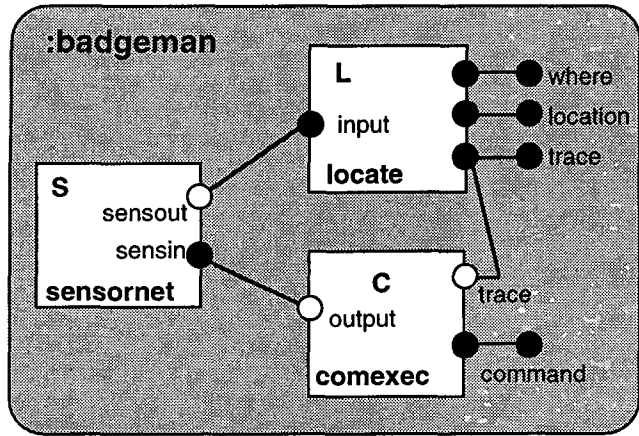 :badgeman
L
where
input
location
trace
locate
S
sensout
sensin
sensornet
C
trace
output
command
comexec